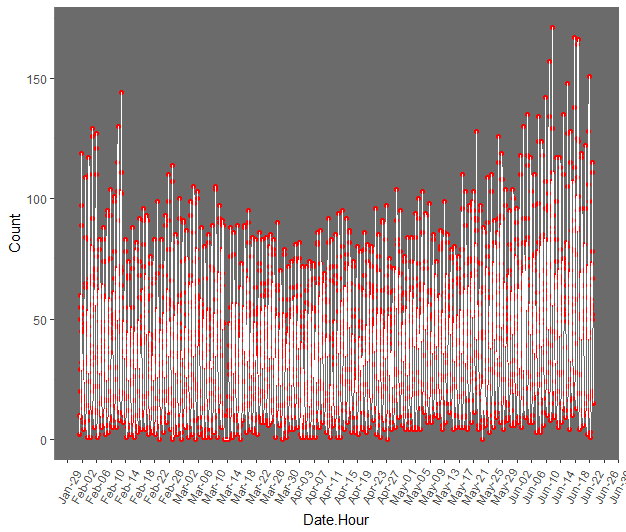 Count
150
100
50
0
Jan-29
Feb-02
Feb-06
Feb-10
Feb-14
Feb-18
Feb-22
Feb-26
Mar-02
Mar-06
Mar-10
Mar-14
Mar-18
Mar-22
Mar-26
Mar-30
Apr-03
Apr-07
Apr-11
Apr-15
Apr-19
Apr-23
Apr-27
May-01
May-05
May-09
May-13
May-17
May-21
May-25
May-29
Jun-02
Jun-06
Jun-10
Jun-14
Jun-18
Jun-22
Jun-26
Date.Hour